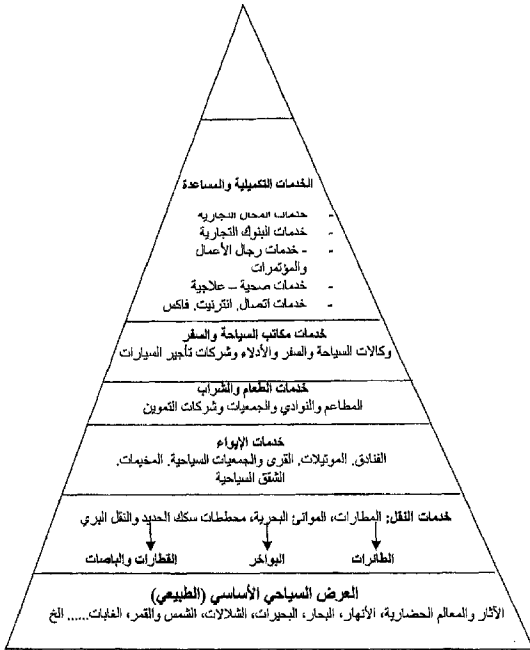 الخدمات التكميلية والمساعدة
- خدمات المحال التجارية
- خدمات البنوك التجارية
- - خدمات رجال الأعمال
والمؤتمرات
- خدمات صحية – علاجية
- خدمات اتصال. انترنيت. فاكس
خدمات مكاتب السياحة والسفر
وكالات السياحة والسفر والأدلاء وشركات تأجير السيارات
خدمات الطعام والشراب
المطاعم والنوادي والجمعيات وشركات التموين
خدمات الإيواء
الفنادق. الموتيلات. القرى والجمعيات السياحية. المخيمات.
الشقق السياحية
خدمات النقل: المطارات، الموانئ البحرية، محطات سكك الحديد والنقل البري
الطائرات البواخر القطارات والباصات
العرض السياحي الأساسي (الطبيعي)
الآثار والمعالم الحضارية، الأنهار، البحار، البحيرات، الشلالات، الشمس والقمر، الغابات...... الخ